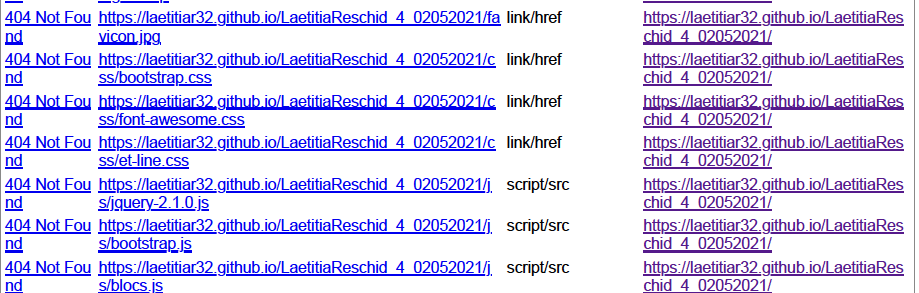 404 Not Fou https://laetitiar32.github.io/LaetitiaReschid_4_02052021/fa link/href https://laetitiar32.github.io/LaetitiaRes
nd vicon.jpg chid_4_02052021/
404 Not Fou https://laetitiar32.github.io/LaetitiaReschid_4_02052021/c link/href https://laetitiar32.github.io/LaetitiaRes
nd ss/bootstrap.css chid_4_02052021/
404 Not Fou https://laetitiar32.github.io/LaetitiaReschid_4_02052021/c link/href https://laetitiar32.github.io/LaetitiaRes
nd ss/font-awesome.css chid_4_02052021/
404 Not Fou https://laetitiar32.github.io/LaetitiaReschid_4_02052021/c link/href https://laetitiar32.github.io/LaetitiaRes
nd ss/et-line.css chid_4_02052021/
404 Not Fou https://laetitiar32.github.io/LaetitiaReschid_4_02052021/j script/src https://laetitiar32.github.io/LaetitiaRes
nd s/jquery-2.1.0.js chid_4_02052021/
404 Not Fou https://laetitiar32.github.io/LaetitiaReschid_4_02052021/j script/src https://laetitiar32.github.io/LaetitiaRes
nd s/bootstrap.js chid_4_02052021/
404 Not Fou https://laetitiar32.github.io/LaetitiaReschid_4_02052021/j script/src https://laetitiar32.github.io/LaetitiaRes
nd s/blocs.js chid_4_02052021/